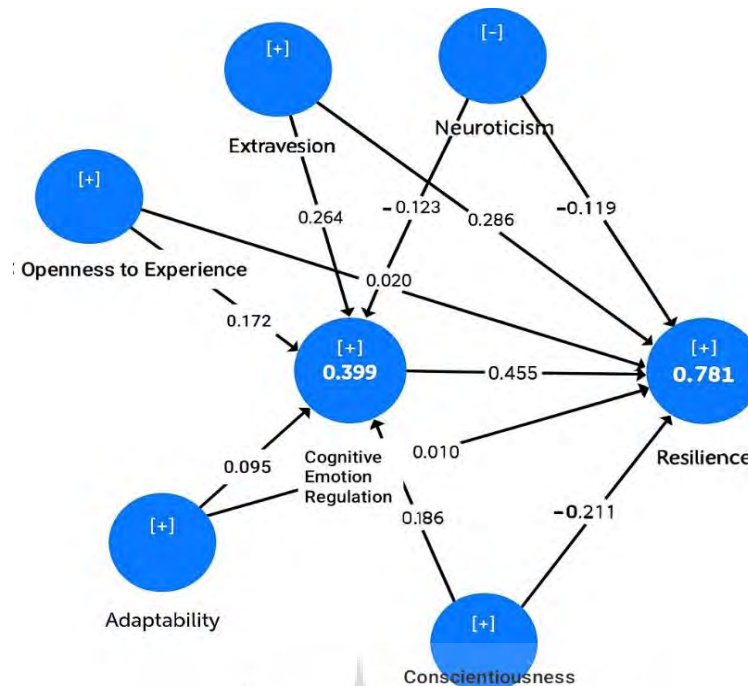 [+]
[-]
Extravesion
Neuroticism
[+]
0.264
-0.123
0.286
-0.119
: Openness to Experience
0.020
0.172
[+]
0.399
0.455
[+]
0.781
Cognitive
Emotion
Regulation
0.010
Resilience
0.095
[+]
0.186
-0.211
Adaptability
[+]
Conscientiousness